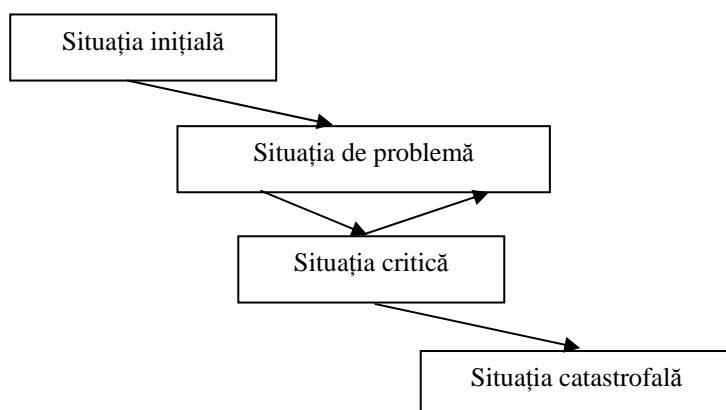 Situația inițială
Situația de problemă
Situația critică
Situația catastrofală